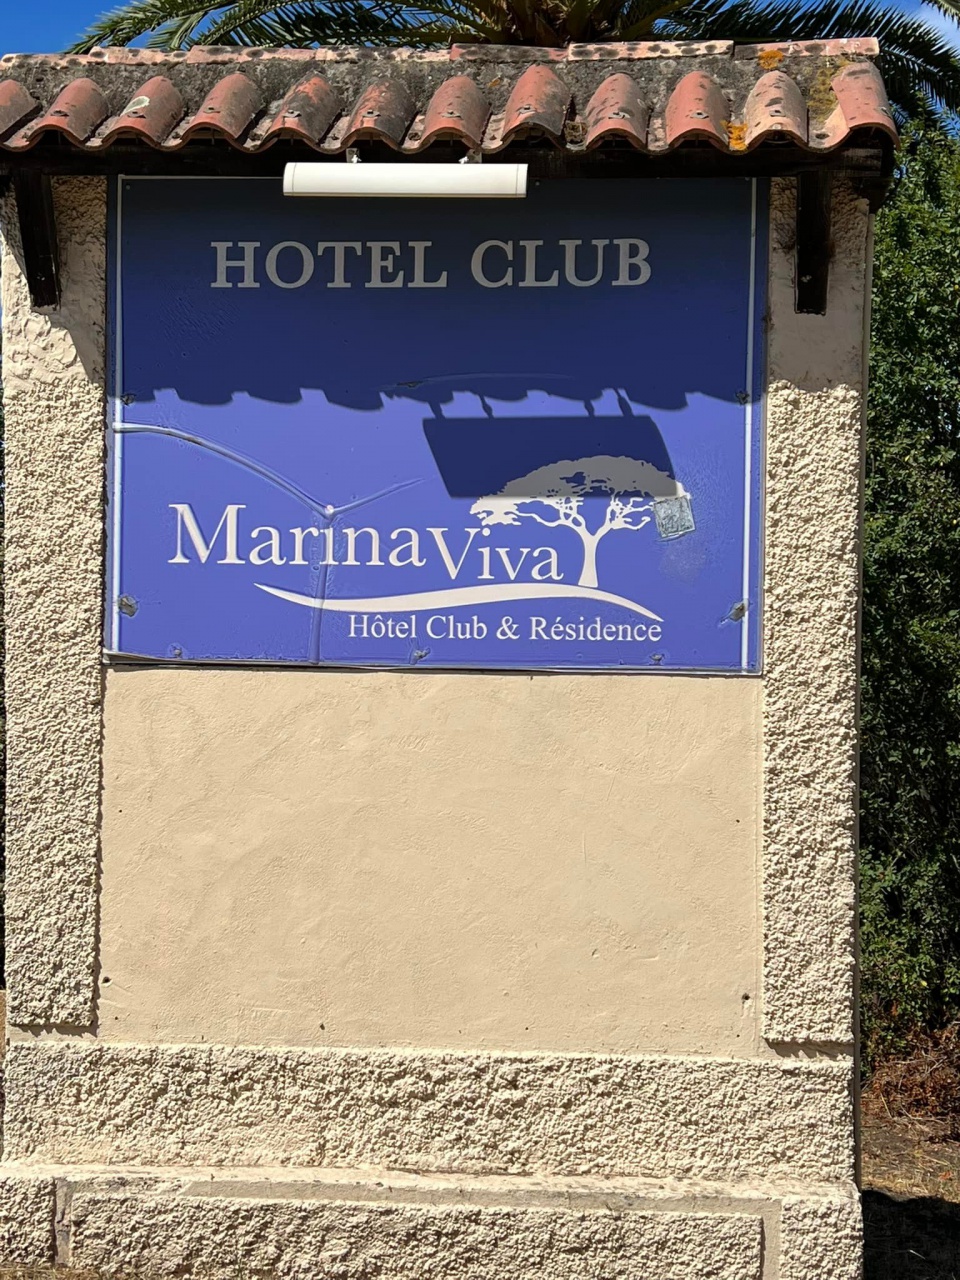 HOTEL CLUB
MarinaViva
Hôtel Club & Résidence